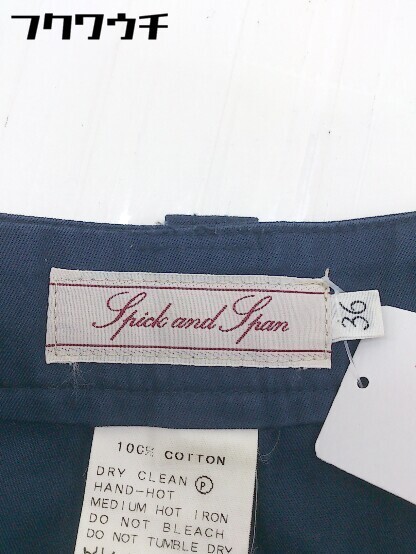 フクワウチ
Spick and Span
36
100% COTTON
DRY CLEAN Ⓟ
HAND-HOT
MEDIUM HOT IRON
DO NOT BLEACH
DO NOT TUMBLE DRY